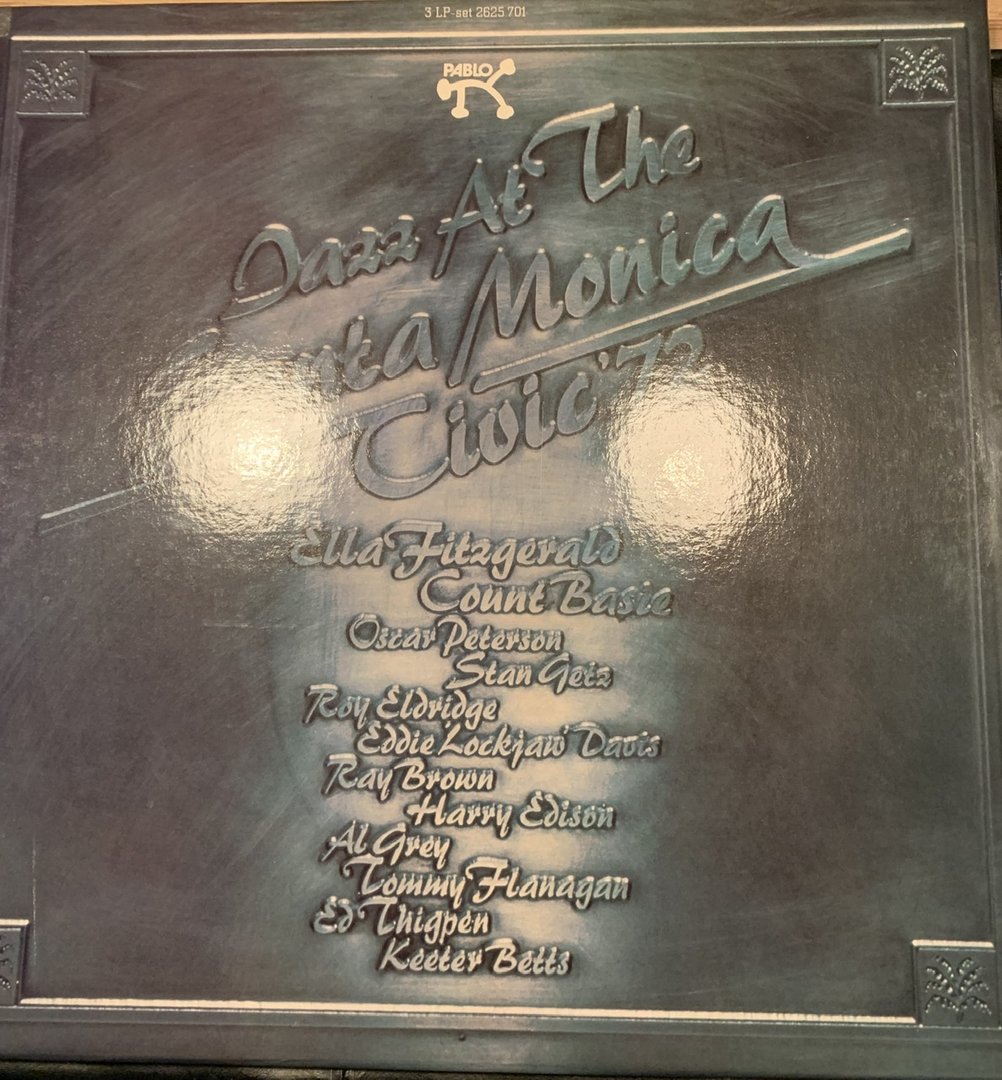 3 LP-set 2625 701
PABLO
Jazz At The
Santa Monica
Civic '72
Ella Fitzgerald
Count Basie
Oscar Peterson
Stan Getz
Roy Eldridge
Eddie 'Lockjaw' Davis
Ray Brown
Harry Edison
Al Grey
Tommy Flanagan
Ed Thigpen
Keeter Betts